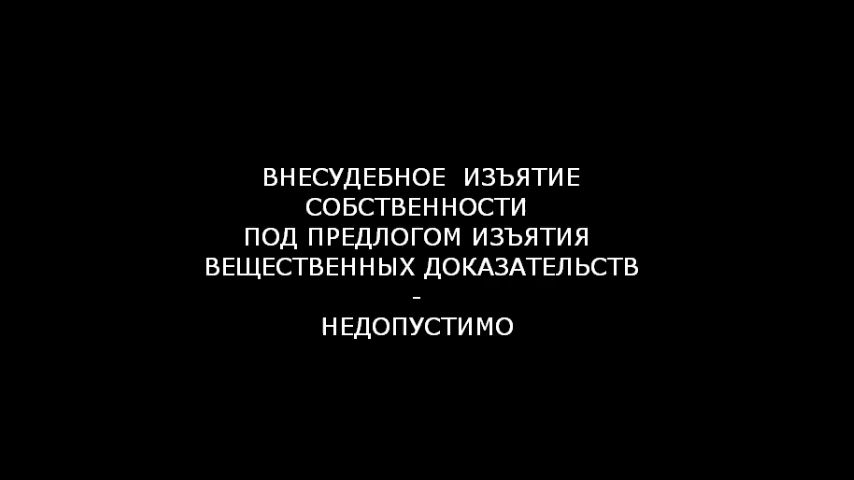 ВНЕСУДЕБНОЕ ИЗЪЯТИЕ
СОБСТВЕННОСТИ
ПОД ПРЕДЛОГОМ ИЗЪЯТИЯ
ВЕЩЕСТВЕННЫХ ДОКАЗАТЕЛЬСТВ
-
НЕДОПУСТИМО